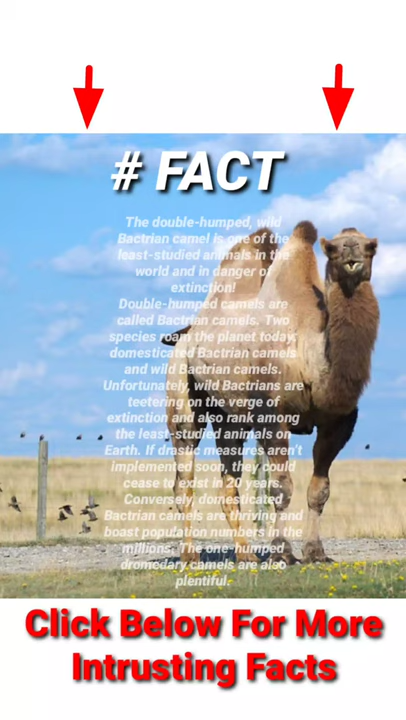 # FACT
The double-humped, wild
Bactrian camel is one of the
least-studied animals in the
world and in danger of
extinction!
Double-humped camels are
called Bactrian camels. Two
species roam the planet today,
domesticated Bactrian camels
and wild Bactrian camels.
Unfortunately, wild Bactrians are
teetering on the verge of
extinction and also rank among
the least-studied animals on
Earth. If drastic measures aren't
implemented soon, they could
cease to exist in 20 years.
Conversely, domesticated
Bactrian camels are thriving and
boast population numbers in the
millions. The one-humped
dromedary camels are also
plentiful.
Click Below For More
Intrusting Facts